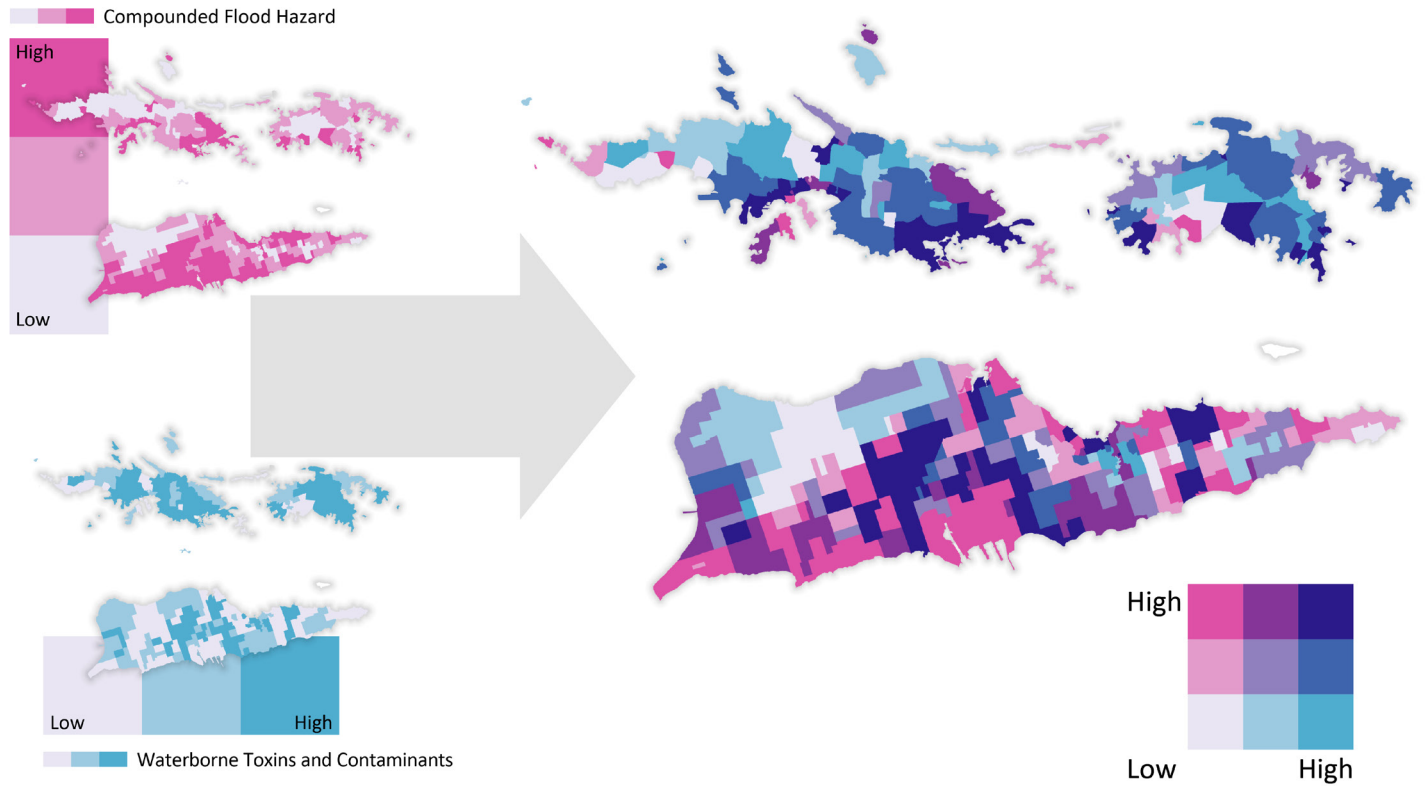 Compounded Flood Hazard
High
Low
Low High
Waterborne Toxins and Contaminants
High
Low High